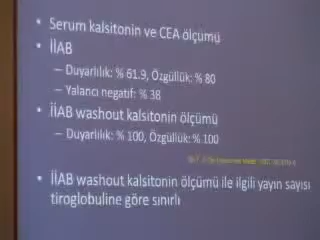 • Serum kalsitonin ve CEA ölçümü
• İİAB
– Duyarlılık: % 61.9, Özgüllük: % 80
– Yalancı negatif: % 38
• İİAB washout kalsitonin ölçümü
– Duyarlılık: % 100, Özgüllük: % 100
• İİAB washout kalsitonin ölçümü ile ilgili yayın sayısı
tiroglobuline göre sınırlı